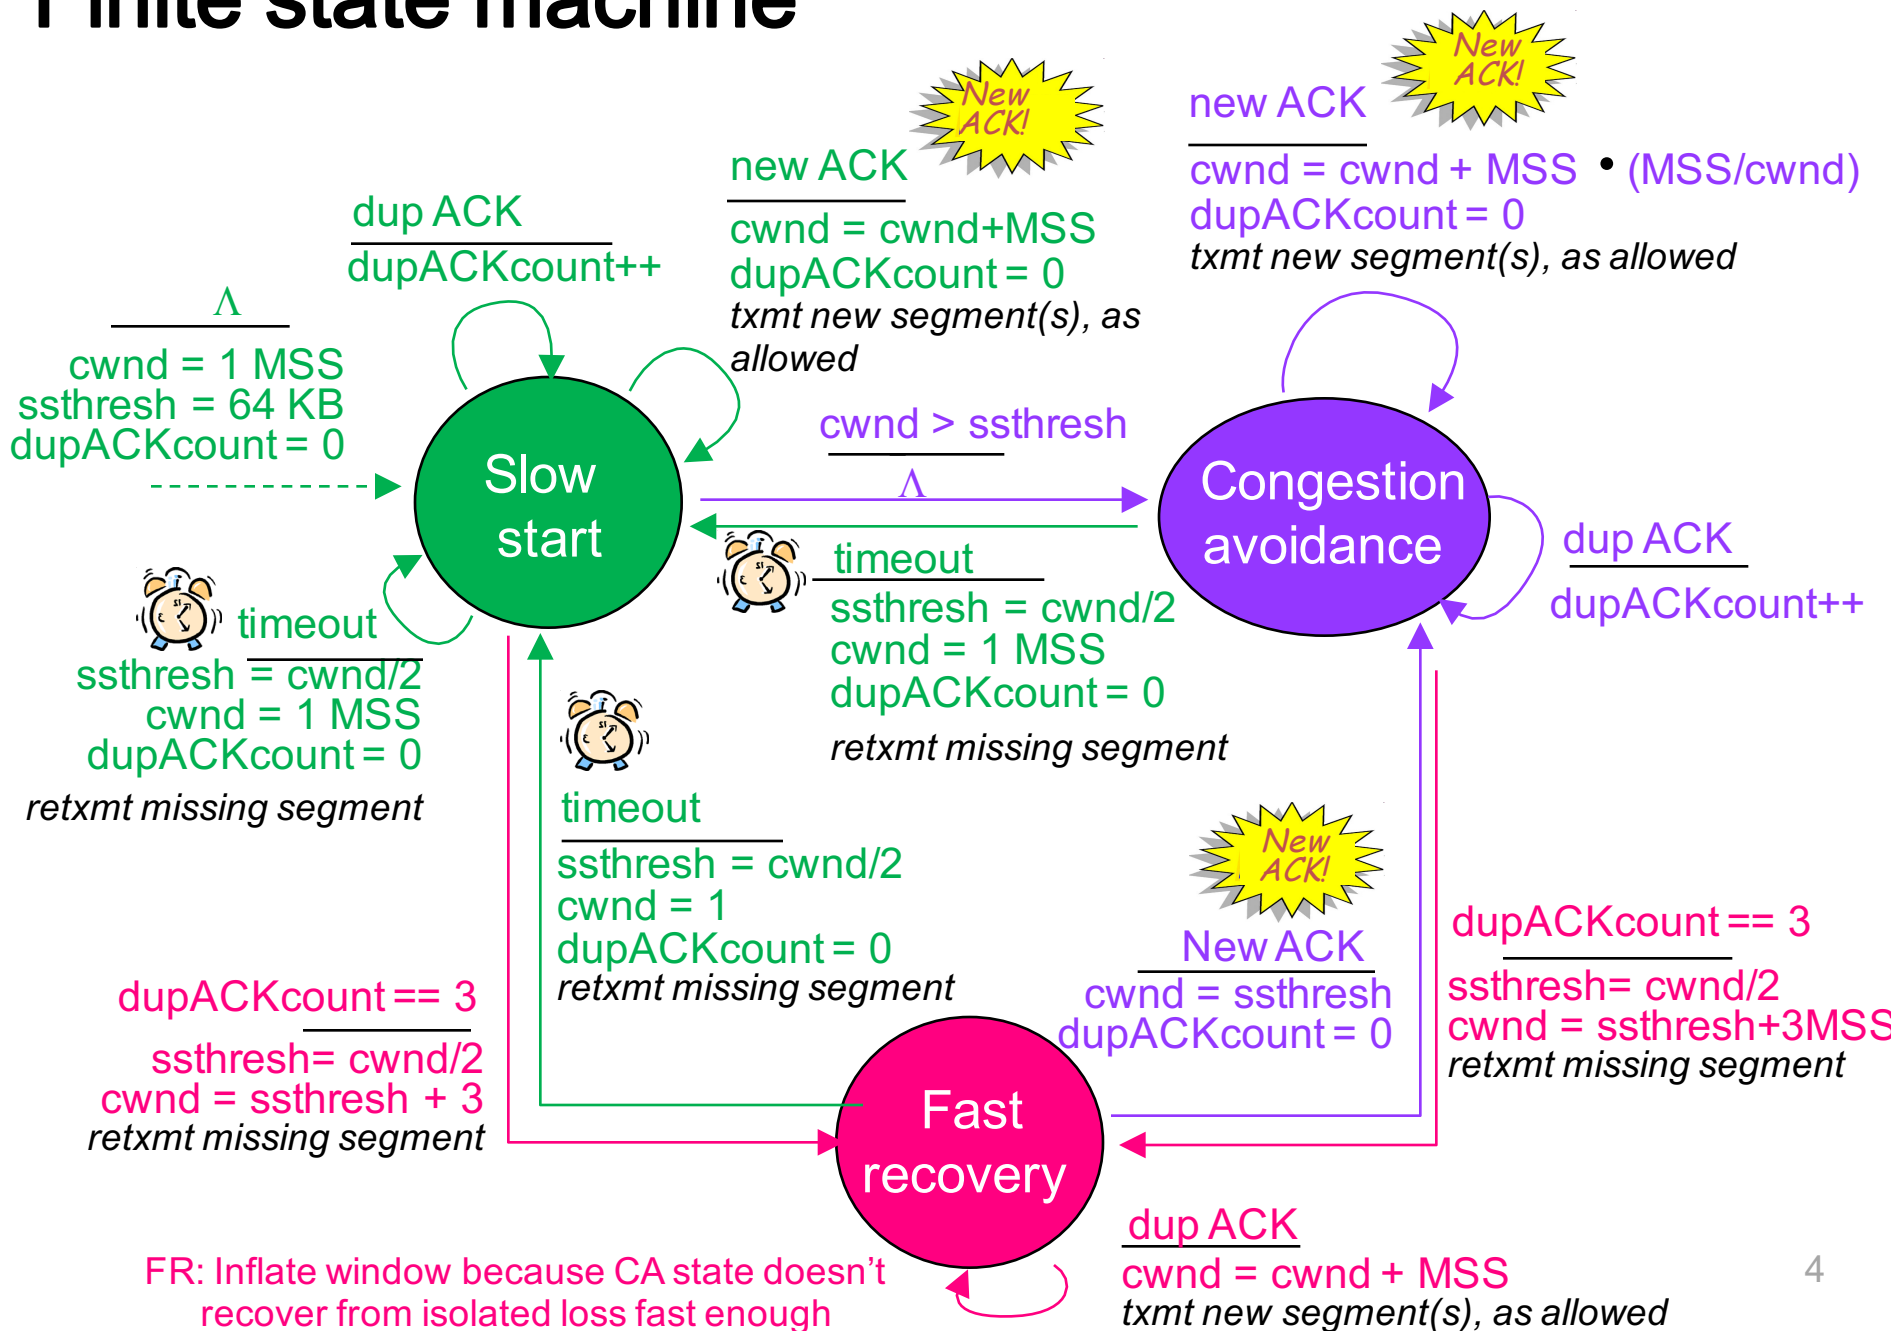 Finite state machine
New
ACK!
new ACK
cwnd = cwnd + MSS • (MSS/cwnd)
dupACKcount = 0
txmt new segment(s), as allowed
New
ACK!
new ACK
cwnd = cwnd+MSS
dupACKcount = 0
txmt new segment(s), as
allowed
dup ACK
dupACKcount++
Λ
cwnd = 1 MSS
ssthresh = 64 KB
dupACKcount = 0
Slow
start
cwnd > ssthresh
Λ
Congestion
avoidance
dup ACK
dupACKcount++
timeout
ssthresh = cwnd/2
cwnd = 1 MSS
dupACKcount = 0
retxmt missing segment
timeout
ssthresh = cwnd/2
cwnd = 1 MSS
dupACKcount = 0
retxmt missing segment
timeout
ssthresh = cwnd/2
cwnd = 1
dupACKcount = 0
retxmt missing segment
New
ACK!
New ACK
cwnd = ssthresh
dupACKcount = 0
dupACKcount == 3
ssthresh= cwnd/2
cwnd = ssthresh+3MSS
retxmt missing segment
dupACKcount == 3
ssthresh= cwnd/2
cwnd = ssthresh + 3
retxmt missing segment
Fast
recovery
dup ACK
cwnd = cwnd + MSS
txmt new segment(s), as allowed
FR: Inflate window because CA state doesn't
recover from isolated loss fast enough
4